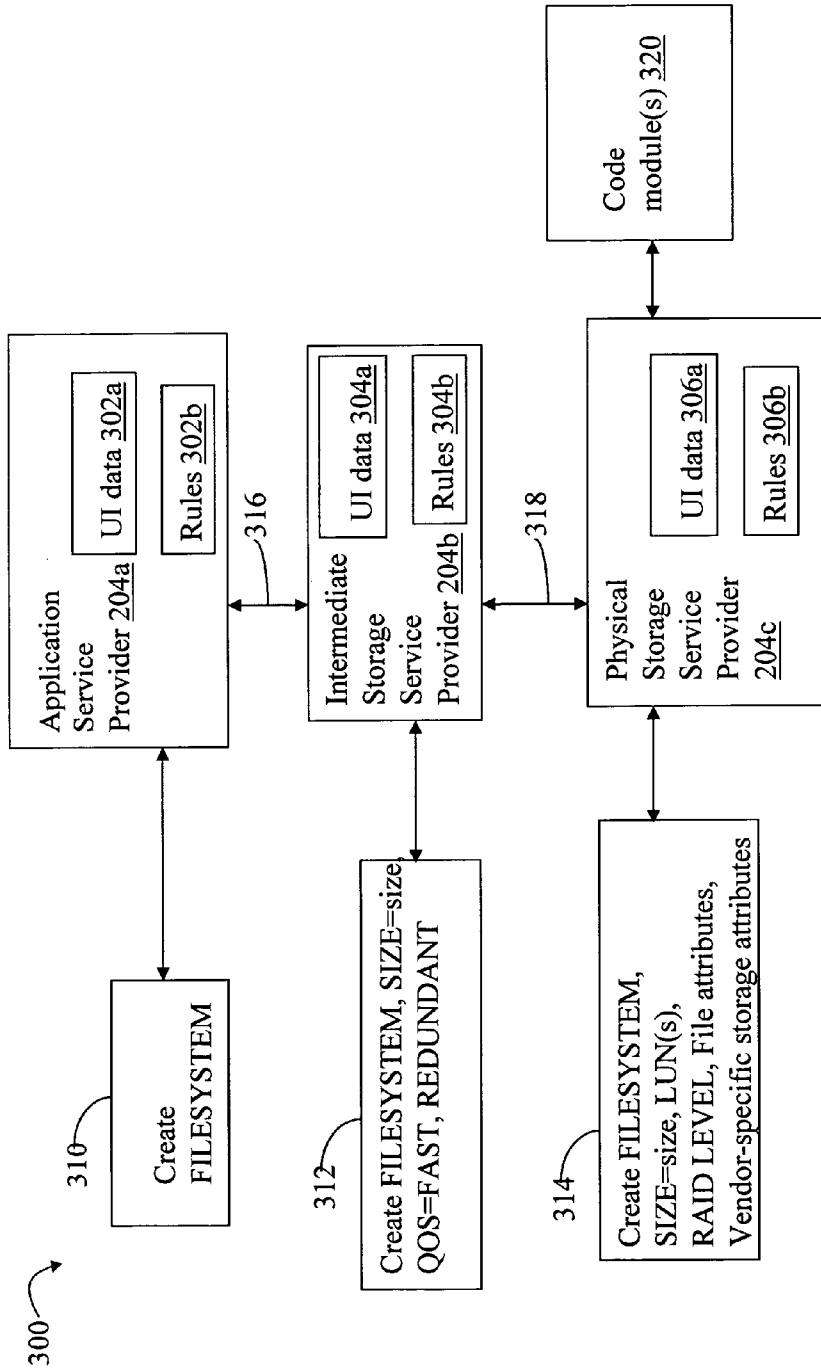 300
310
Create
FILESYSTEM
Application
Service
Provider 204a
UI data 302a
Rules 302b
316
312
Create FILESYSTEM, SIZE=size,
QOS=FAST, REDUNDANT
Intermediate
Storage
Service
Provider 204b
UI data 304a
Rules 304b
318
314
Create FILESYSTEM,
SIZE=size, LUN(s),
RAID LEVEL, File attributes,
Vendor-specific storage attributes
Physical
Storage
Service
Provider
204c
UI data 306a
Rules 306b
Code
module(s) 320